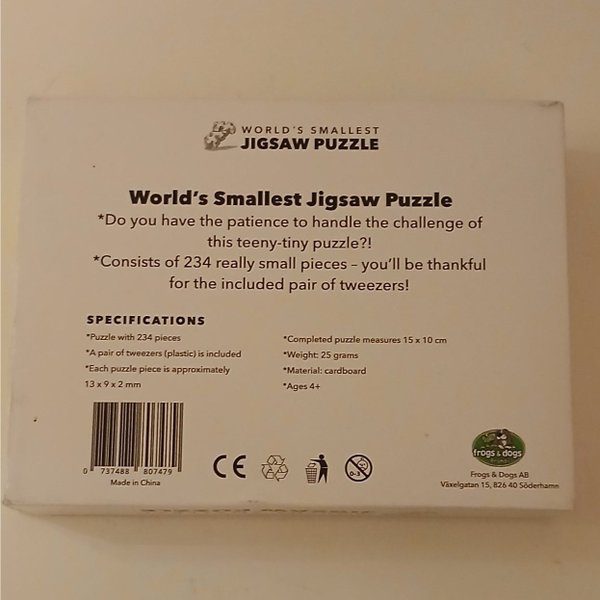 WORLD'S SMALLEST
JIGSAW PUZZLE
World's Smallest Jigsaw Puzzle
*Do you have the patience to handle the challenge of
this teeny-tiny puzzle?!
*Consists of 234 really small pieces – you'll be thankful
for the included pair of tweezers!
SPECIFICATIONS
*Puzzle with 234 pieces
*A pair of tweezers (plastic) is included
*Each puzzle piece is approximately
13 x 9 x 2 mm
*Completed puzzle measures 15 x 10 cm
*Weight: 25 grams
*Material: cardboard
*Ages 4+
0 737488 807479
Made in China
CE
0-3
frogs & dogs
Frogs & Dogs AB
Växelgatan 15, 826 40 Söderhamn